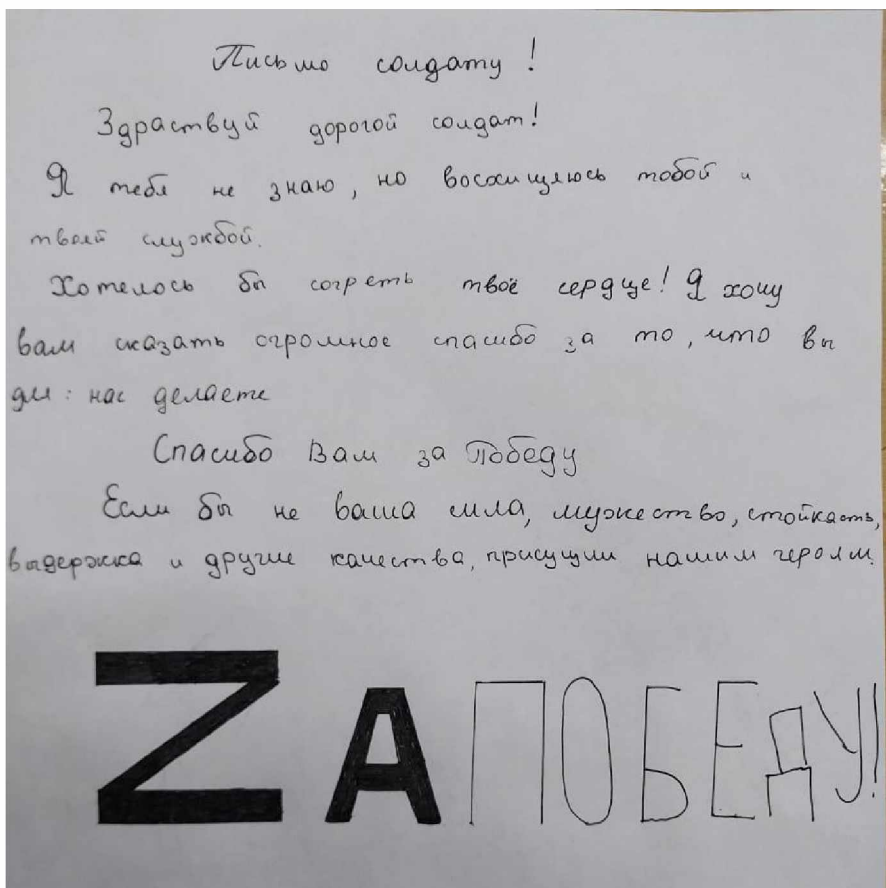 Письмо солдату!
Здраствуй дорогой солдат!
Я тебя не знаю, но восхищаюсь тобой и
твоей службой.
Хотелось бы согреть твоё сердце! Я хочу
вам сказать огромное спасибо за то, что вы
для нас делаете
Спасибо Вам за Победу
Если бы не ваша сила, мужество, стойкасть,
выдержка и другие качества, присущии нашим героям.
ZAПОБЕДУ!